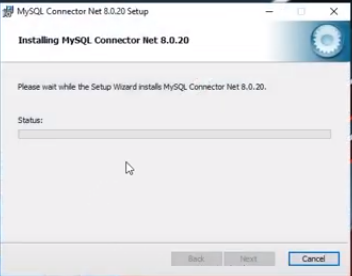 MySQL Connector Net 8.0.20 Setup
Installing MySQL Connector Net 8.0.20
Please wait while the Setup Wizard installs MySQL Connector Net 8.0.20.
Status:
Back Next Cancel